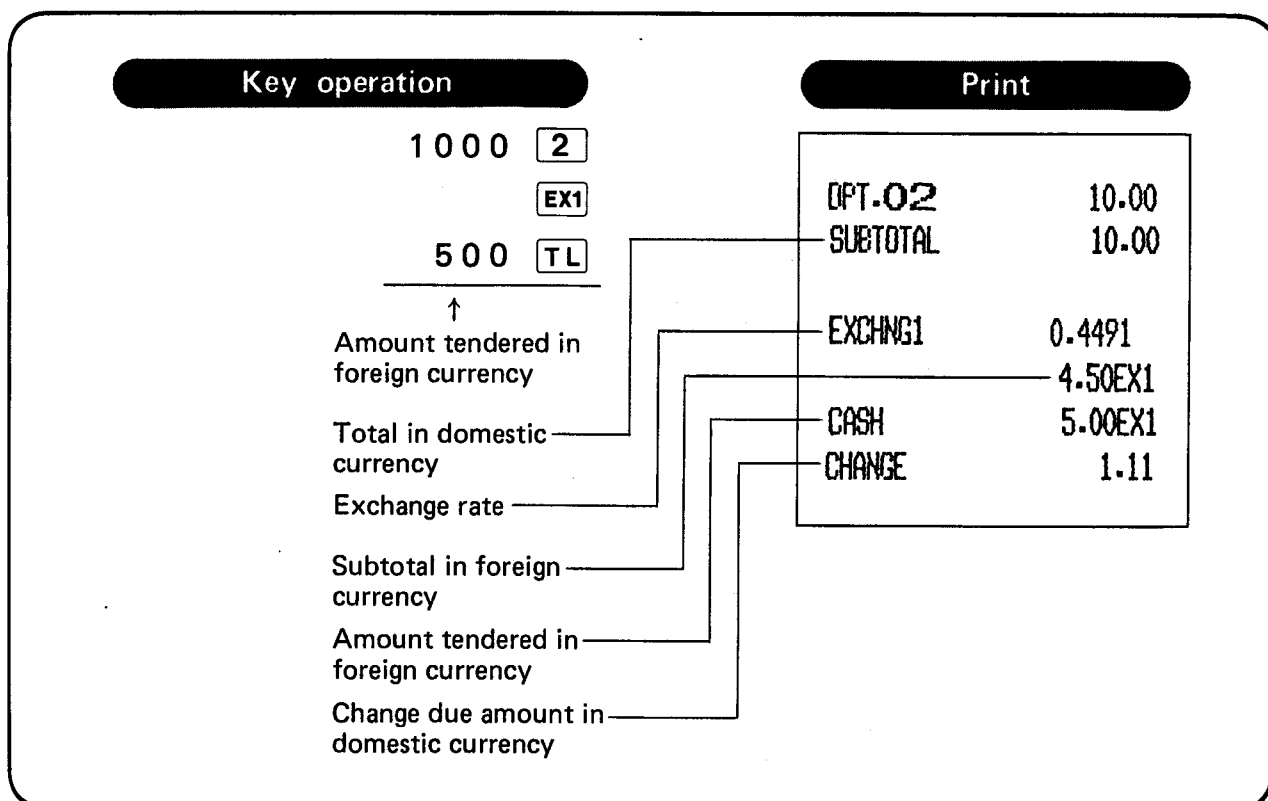 Key operation
1000 2
EX1
500 TL
↑
Amount tendered in
foreign currency
Total in domestic
currency
Exchange rate
Subtotal in foreign
currency
Amount tendered in
foreign currency
Change due amount in
domestic currency
Print
DPT.02 10.00
SUBTOTAL 10.00
EXCHNG1 0.4491
4.50EX1
CASH 5.00EX1
CHANGE 1.11